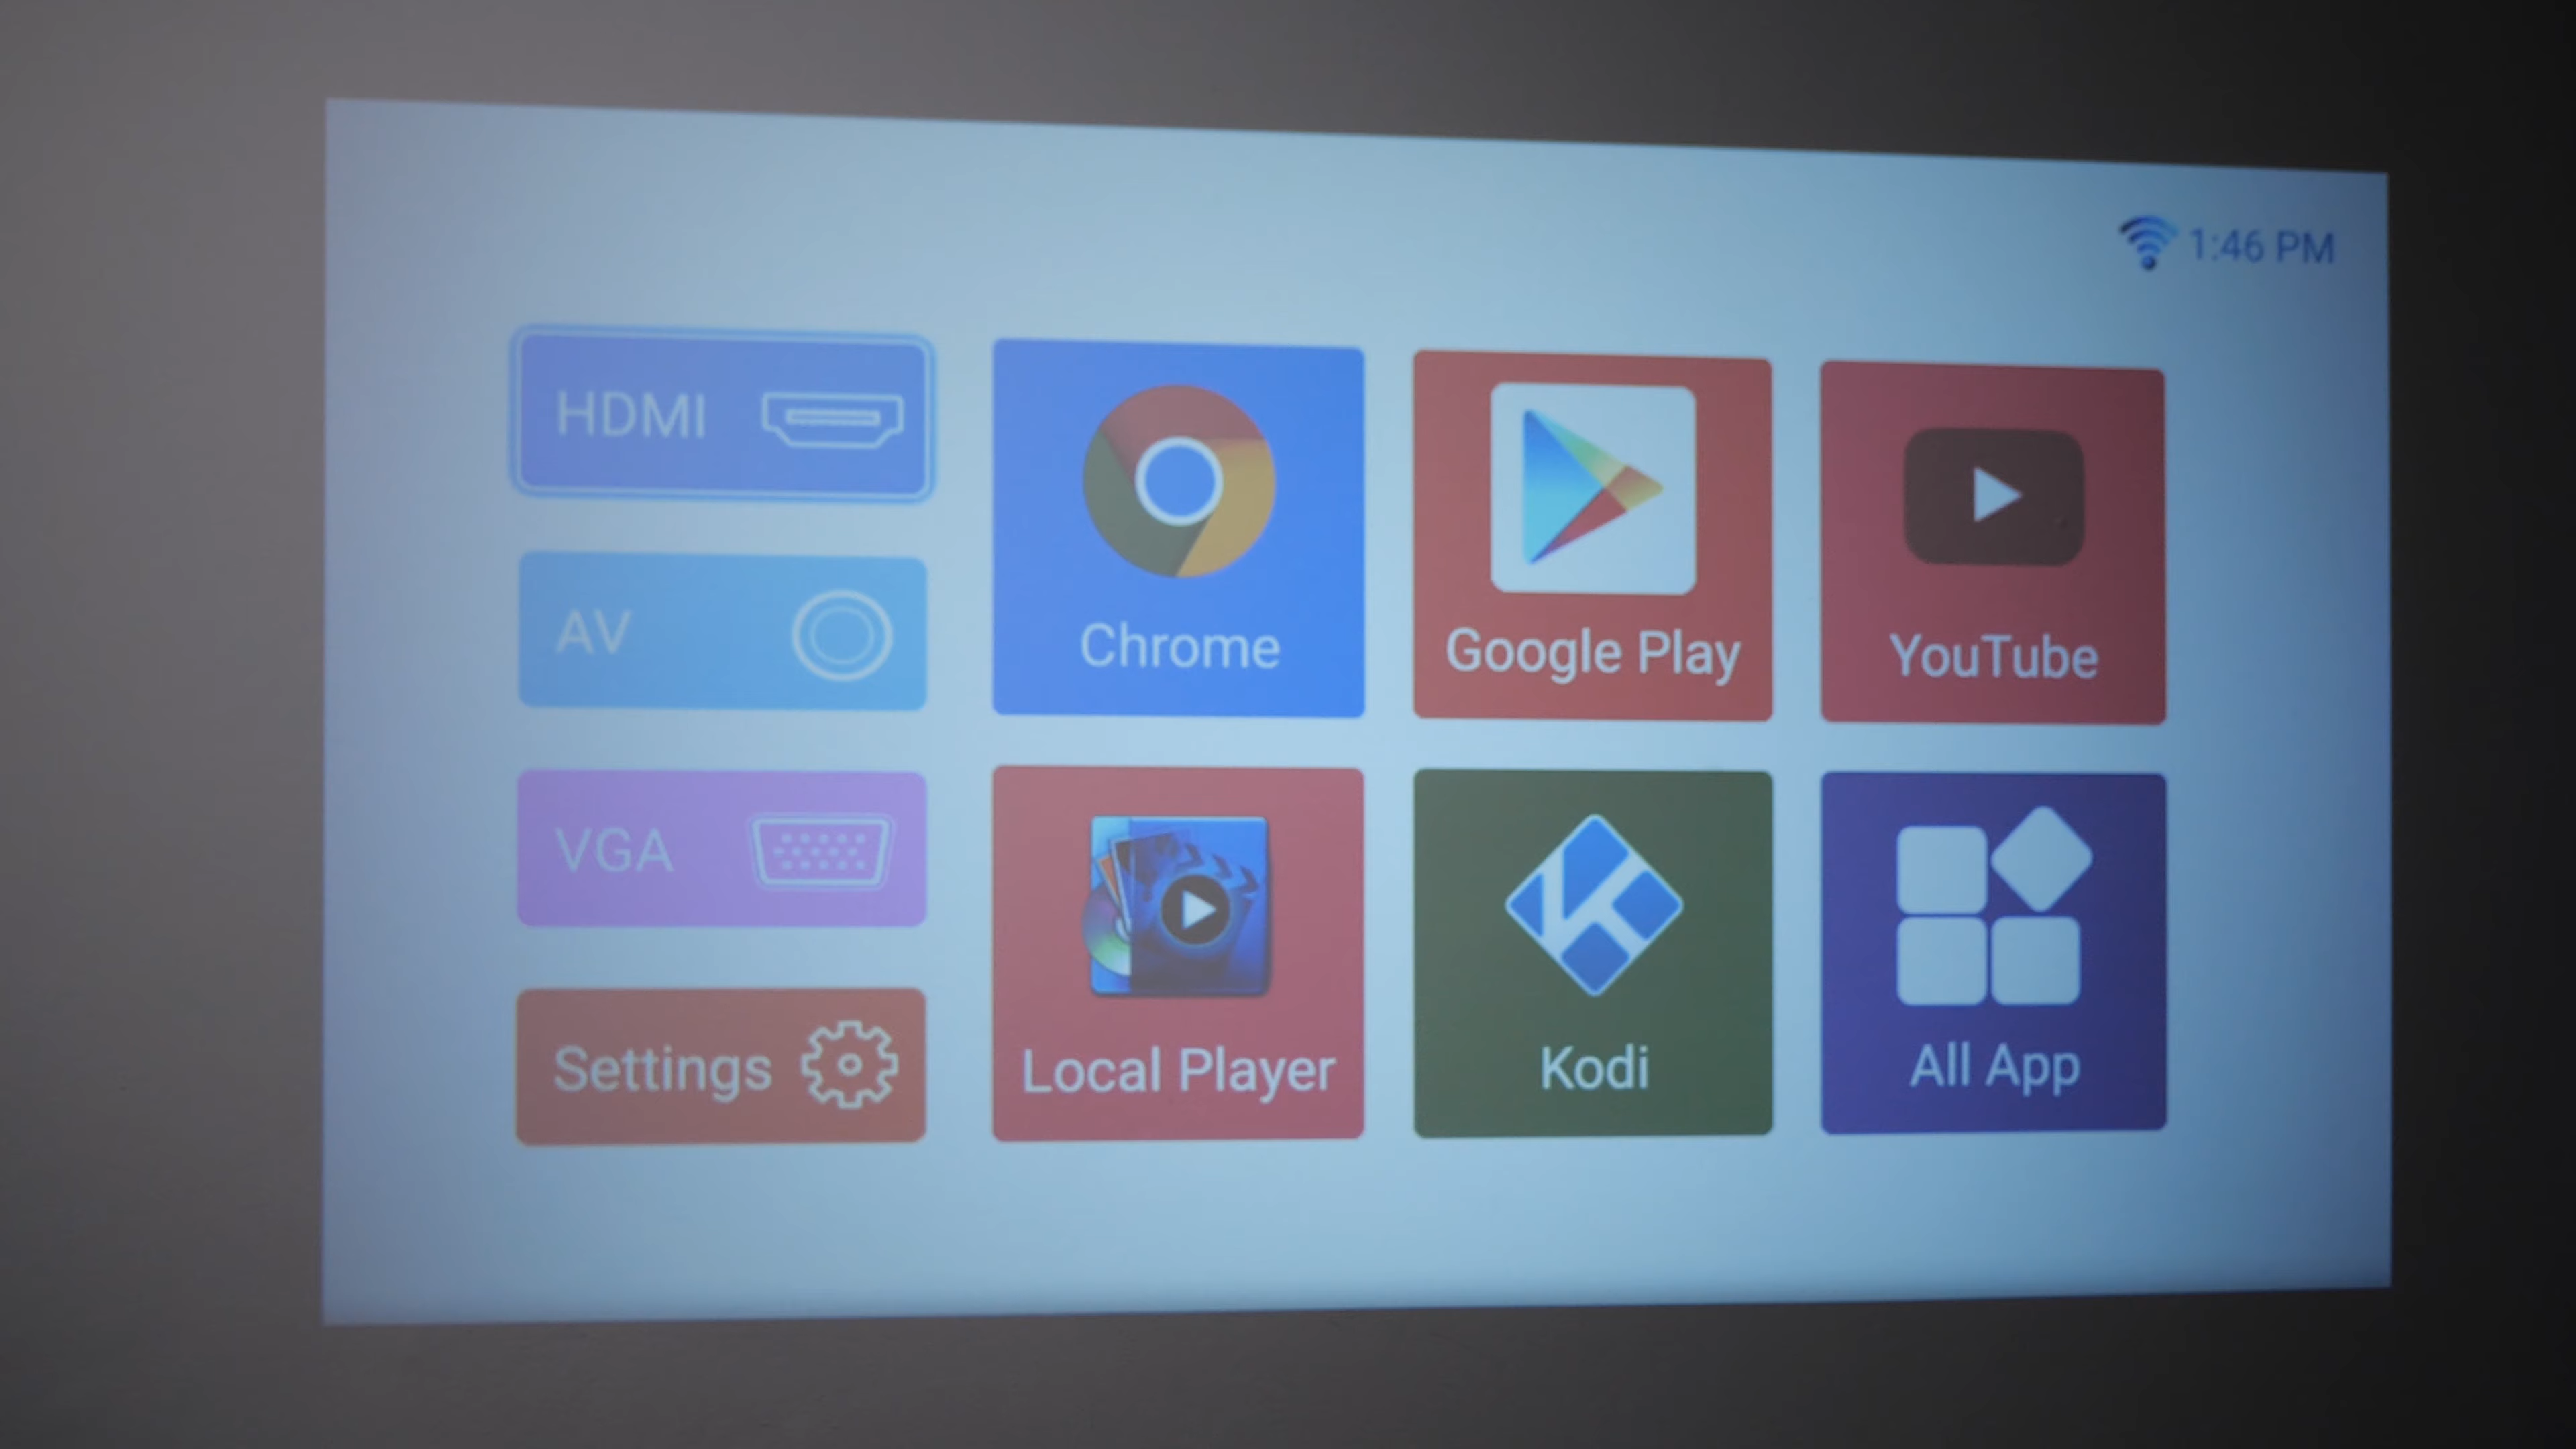 1:46 PM
HDMI
AV
VGA
Settings
Chrome
Google Play
YouTube
Local Player
Kodi
All App